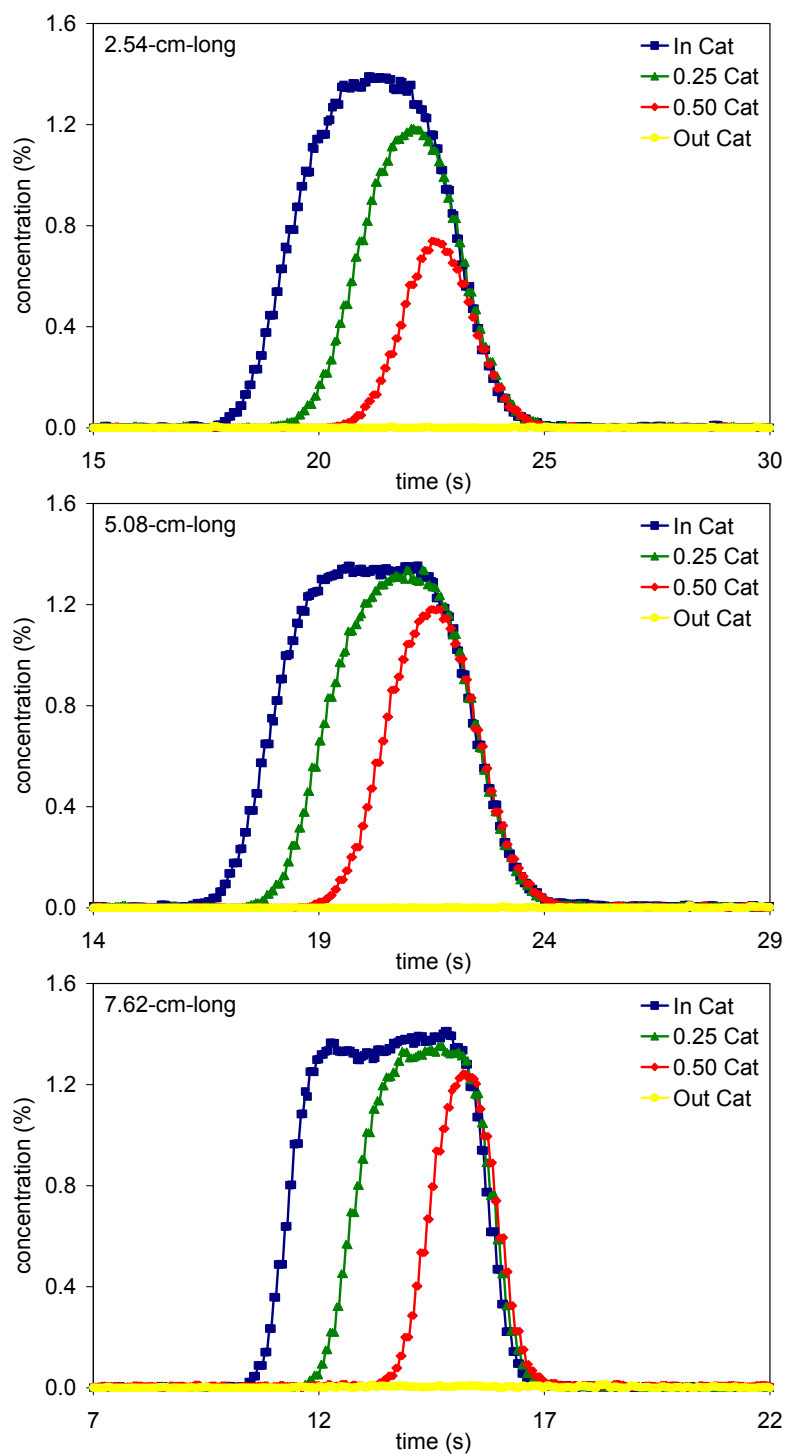 1.6
2.54-cm-long
In Cat
0.25 Cat
0.50 Cat
Out Cat
1.2
0.8
0.4
0.0
concentration (%)
15 20 25 30
time (s)
1.6
5.08-cm-long
In Cat
0.25 Cat
0.50 Cat
Out Cat
1.2
0.8
0.4
0.0
concentration (%)
14 19 24 29
time (s)
1.6
7.62-cm-long
In Cat
0.25 Cat
0.50 Cat
Out Cat
1.2
0.8
0.4
0.0
concentration (%)
7 12 17 22
time (s)